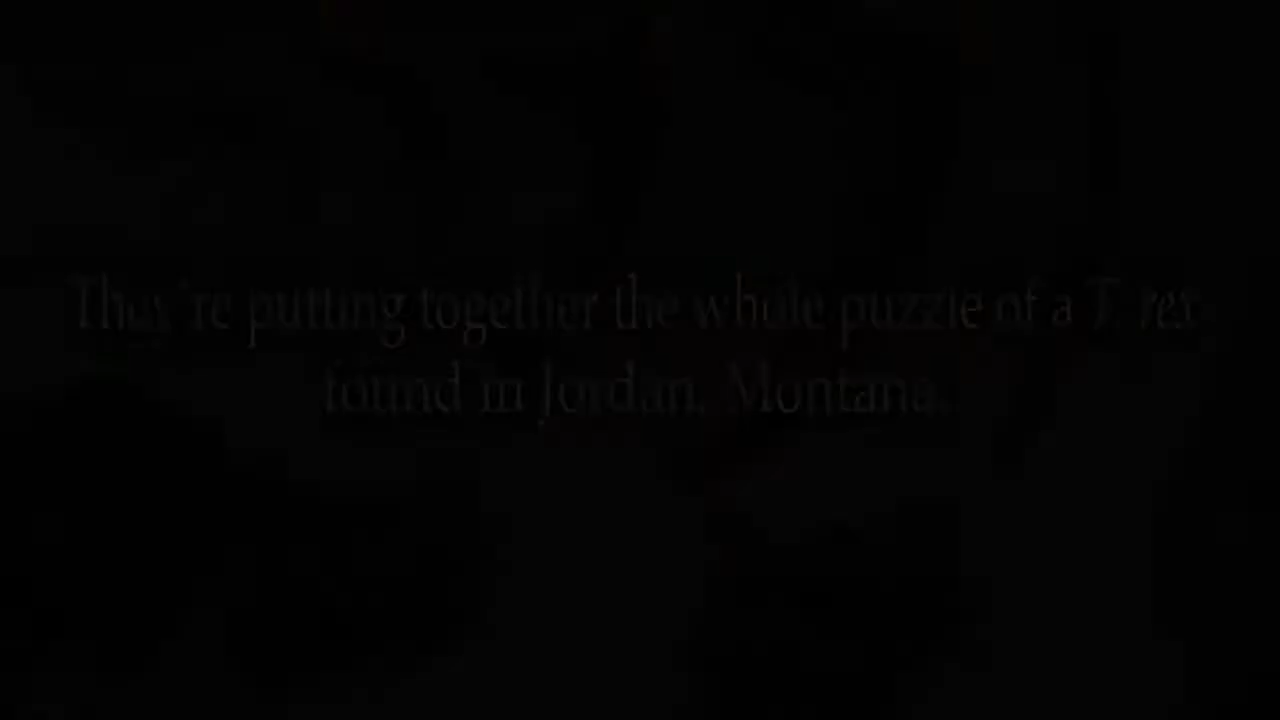 They're putting together the whole puzzle of a T. rex
found in Jordan, Montana.